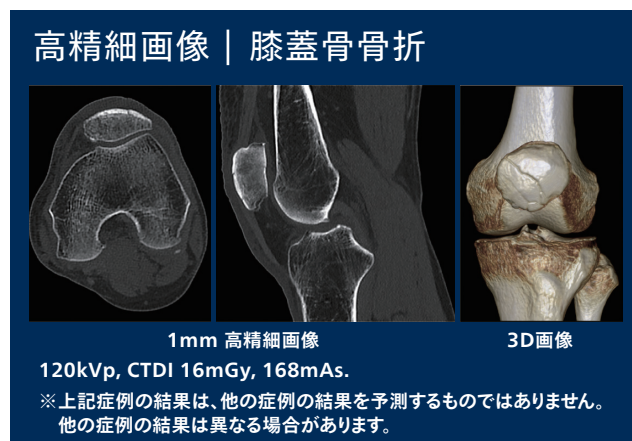 高精細画像｜膝蓋骨骨折
1mm 高精細画像
3D画像
120kVp, CTDI 16mGy, 168mAs.
※上記症例の結果は、他の症例の結果を予測するものではありません。
他の症例の結果は異なる場合があります。